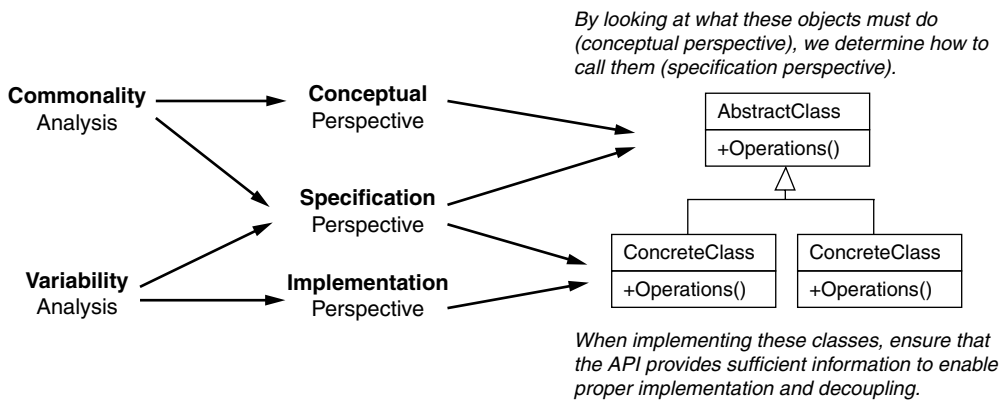 By looking at what these objects must do
(conceptual perspective), we determine how to
call them (specification perspective).
Commonality
Analysis
Conceptual
Perspective
AbstractClass
+Operations()
Specification
Perspective
Variability
Analysis
Implementation
Perspective
ConcreteClass
+Operations()
ConcreteClass
+Operations()
When implementing these classes, ensure that
the API provides sufficient information to enable
proper implementation and decoupling.